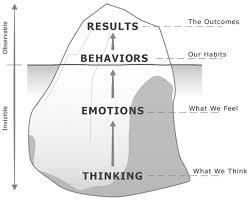 RESULTS
The Outcomes
BEHAVIORS
Our Habits
EMOTIONS
What We Feel
THINKING
What We Think
Observable
Invisible